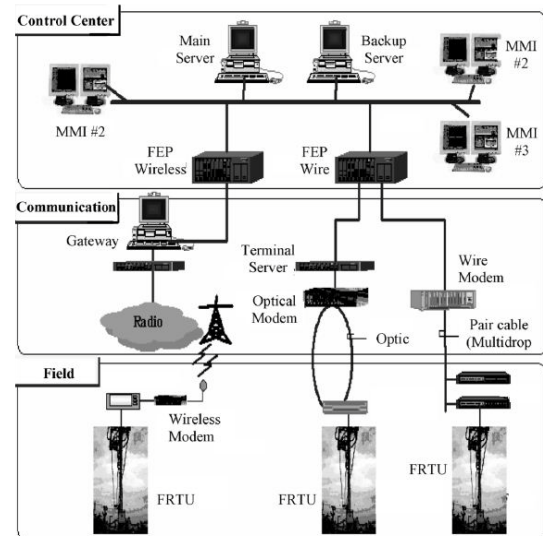 Control Center
Main
Server
Backup
Server
MMI
#2
MMI #2
MMI
#3
FEP
Wireless
FEP
Wire
Communication
Gateway
Terminal
Server
Wire
Modem
Optical
Modem
Radio
Optic
Pair cable
(Multidrop
Field
Wireless
Modem
FRTU
FRTU
FRTU